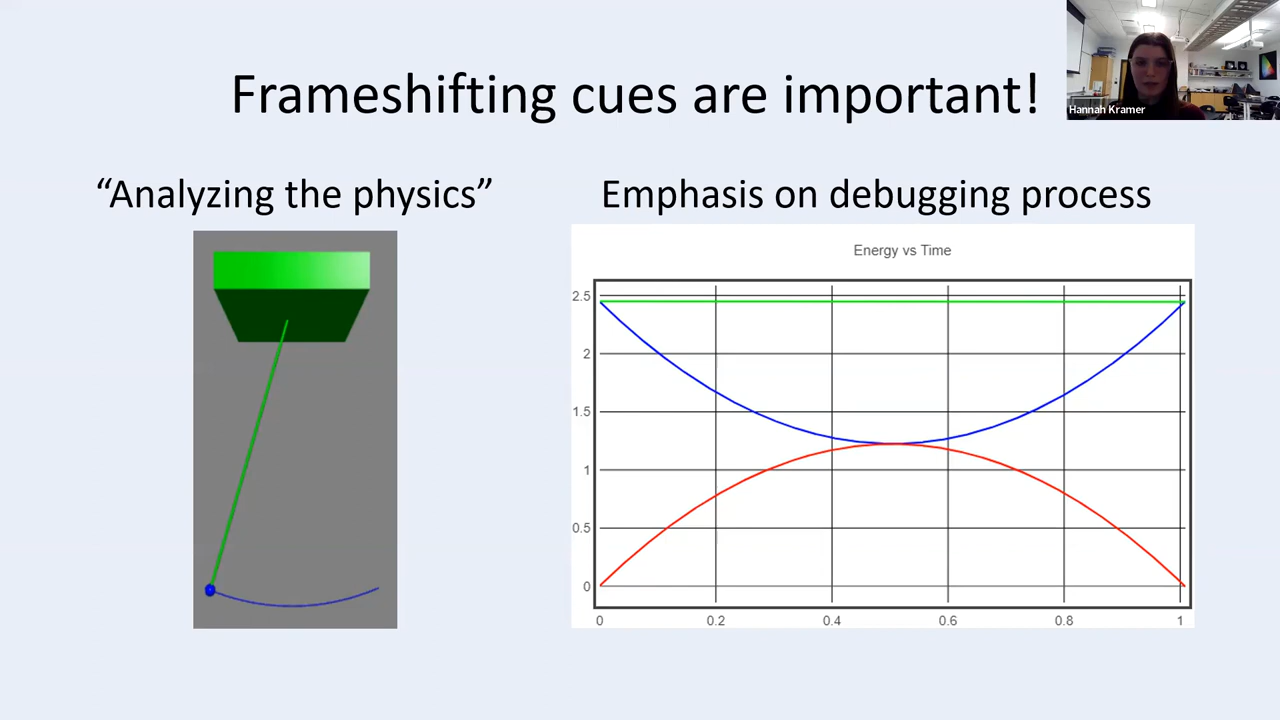 Frameshifting cues are important!
Hannah Kramer
“Analyzing the physics”
Emphasis on debugging process
Energy vs Time
2.5
2
1.5
1
0.5
0
0 0.2 0.4 0.6 0.8 1